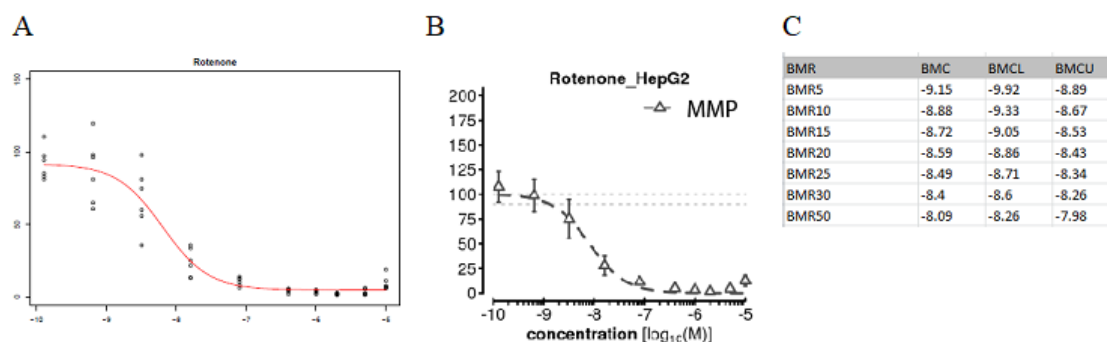 A
Rotenone
150
100
50
0
-10 -9 -8 -7 -6 -5
B
Rotenone_HepG2
MMP
200
175
150
125
100
75
50
25
0
-10 -9 -8 -7 -6 -5
concentration [log₁₀(M)]
C
BMR BMC BMCL BMCU
BMR5 -9.15 -9.92 -8.89
BMR10 -8.88 -9.33 -8.67
BMR15 -8.72 -9.05 -8.53
BMR20 -8.59 -8.86 -8.43
BMR25 -8.49 -8.71 -8.34
BMR30 -8.4 -8.6 -8.26
BMR50 -8.09 -8.26 -7.98